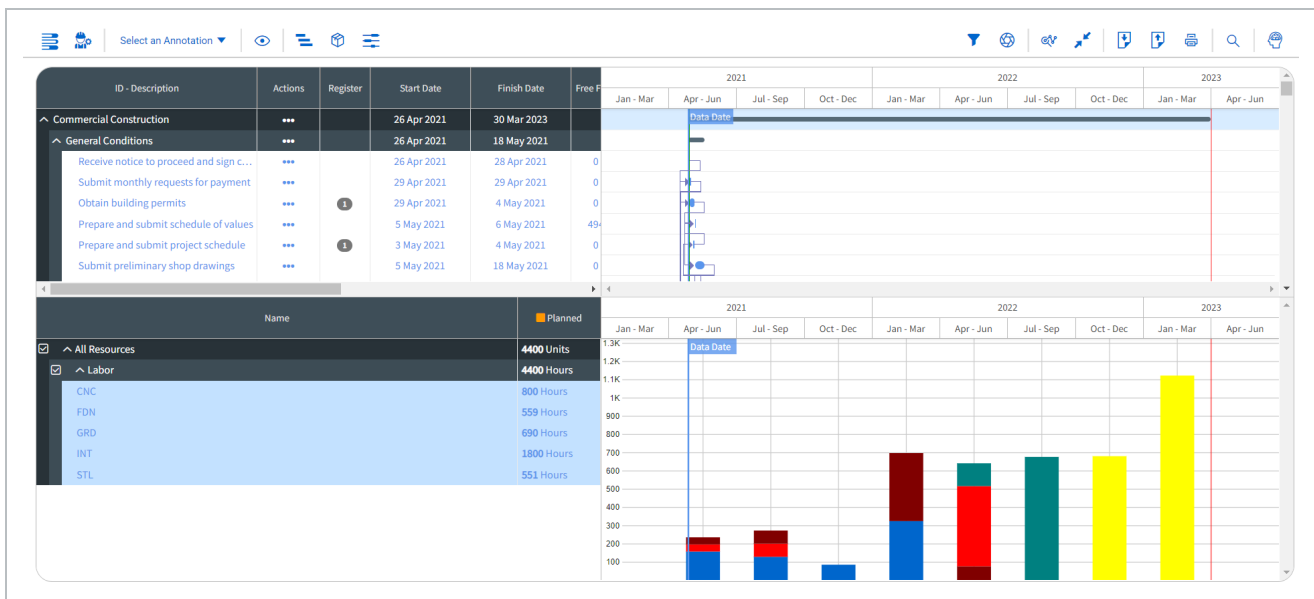 Select an Annotation
ID - Description Actions Register Start Date Finish Date Free F
2021 2022 2023
Jan - Mar Apr - Jun Jul - Sep Oct - Dec Jan - Mar Apr - Jun Jul - Sep Oct - Dec Jan - Mar Apr - Jun
Commercial Construction ••• 26 Apr 2021 30 Mar 2023 Data Date
General Conditions ••• 26 Apr 2021 18 May 2021
Receive notice to proceed and sign c... ••• 26 Apr 2021 28 Apr 2021 0
Submit monthly requests for payment ••• 29 Apr 2021 29 Apr 2021 0
Obtain building permits ••• 1 29 Apr 2021 4 May 2021 0
Prepare and submit schedule of values ••• 5 May 2021 6 May 2021 494
Prepare and submit project schedule ••• 1 3 May 2021 4 May 2021 0
Submit preliminary shop drawings ••• 5 May 2021 18 May 2021 0
Name Planned
2021 2022 2023
Jan - Mar Apr - Jun Jul - Sep Oct - Dec Jan - Mar Apr - Jun Jul - Sep Oct - Dec Jan - Mar Apr - Jun
All Resources 4400 Units
Labor 4400 Hours
CNC 800 Hours
FDN 559 Hours
GRD 690 Hours
INT 1800 Hours
STL 551 Hours
Data Date
1.3K
1.2K
1.1K
1K
900
800
700
600
500
400
300
200
100